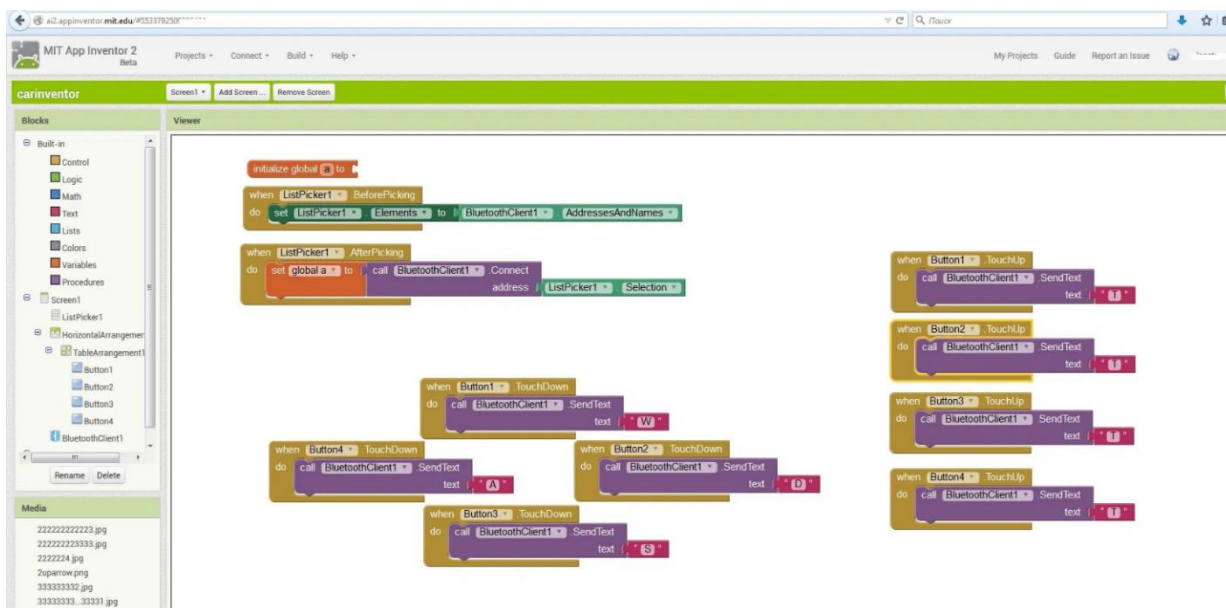 ai2.appinventor.mit.edu/#553379250
Поиск
MIT App Inventor 2
Beta
Projects Connect Build Help
My Projects Guide Report an Issue
carinventor
Screen1 Add Screen ... Remove Screen
Blocks
Viewer
Built-in
Control
Logic
Math
Text
Lists
Colors
Variables
Procedures
Screen1
ListPicker1
HorizontalArrangemer
TableArrangement1
Button1
Button2
Button3
Button4
BluetoothClient1
Rename Delete
Media
222222222223.jpg
222222223333.jpg
2222224.jpg
2uparrow.png
333333332.jpg
33333333...33331.jpg
initialize global a to
when ListPicker1 .BeforePicking
do set ListPicker1 . Elements to BluetoothClient1 . AddressesAndNames
when ListPicker1 .AfterPicking
do set global a to call BluetoothClient1 .Connect
address ListPicker1 . Selection
when Button1 .TouchDown
do call BluetoothClient1 .SendText
text " W "
when Button4 .TouchDown
do call BluetoothClient1 .SendText
text " A "
when Button2 .TouchDown
do call BluetoothClient1 .SendText
text " D "
when Button3 .TouchDown
do call BluetoothClient1 .SendText
text " S "
when Button1 .TouchUp
do call BluetoothClient1 .SendText
text " T "
when Button2 .TouchUp
do call BluetoothClient1 .SendText
text " T "
when Button3 .TouchUp
do call BluetoothClient1 .SendText
text " T "
when Button4 .TouchUp
do call BluetoothClient1 .SendText
text " T "